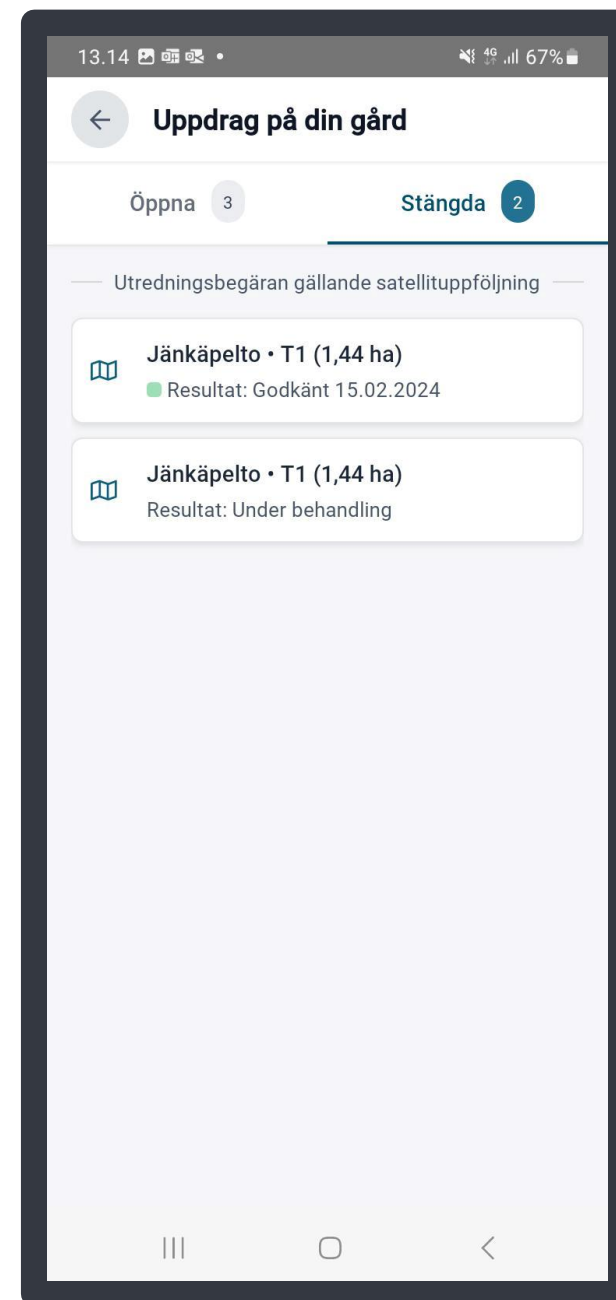 13.14 4G 67%
Uppdrag på din gård
Öppna 3 Stängda 2
Utredningsbegäran gällande satellituppföljning
Jänkäpelto • T1 (1,44 ha)
Resultat: Godkänt 15.02.2024
Jänkäpelto • T1 (1,44 ha)
Resultat: Under behandling